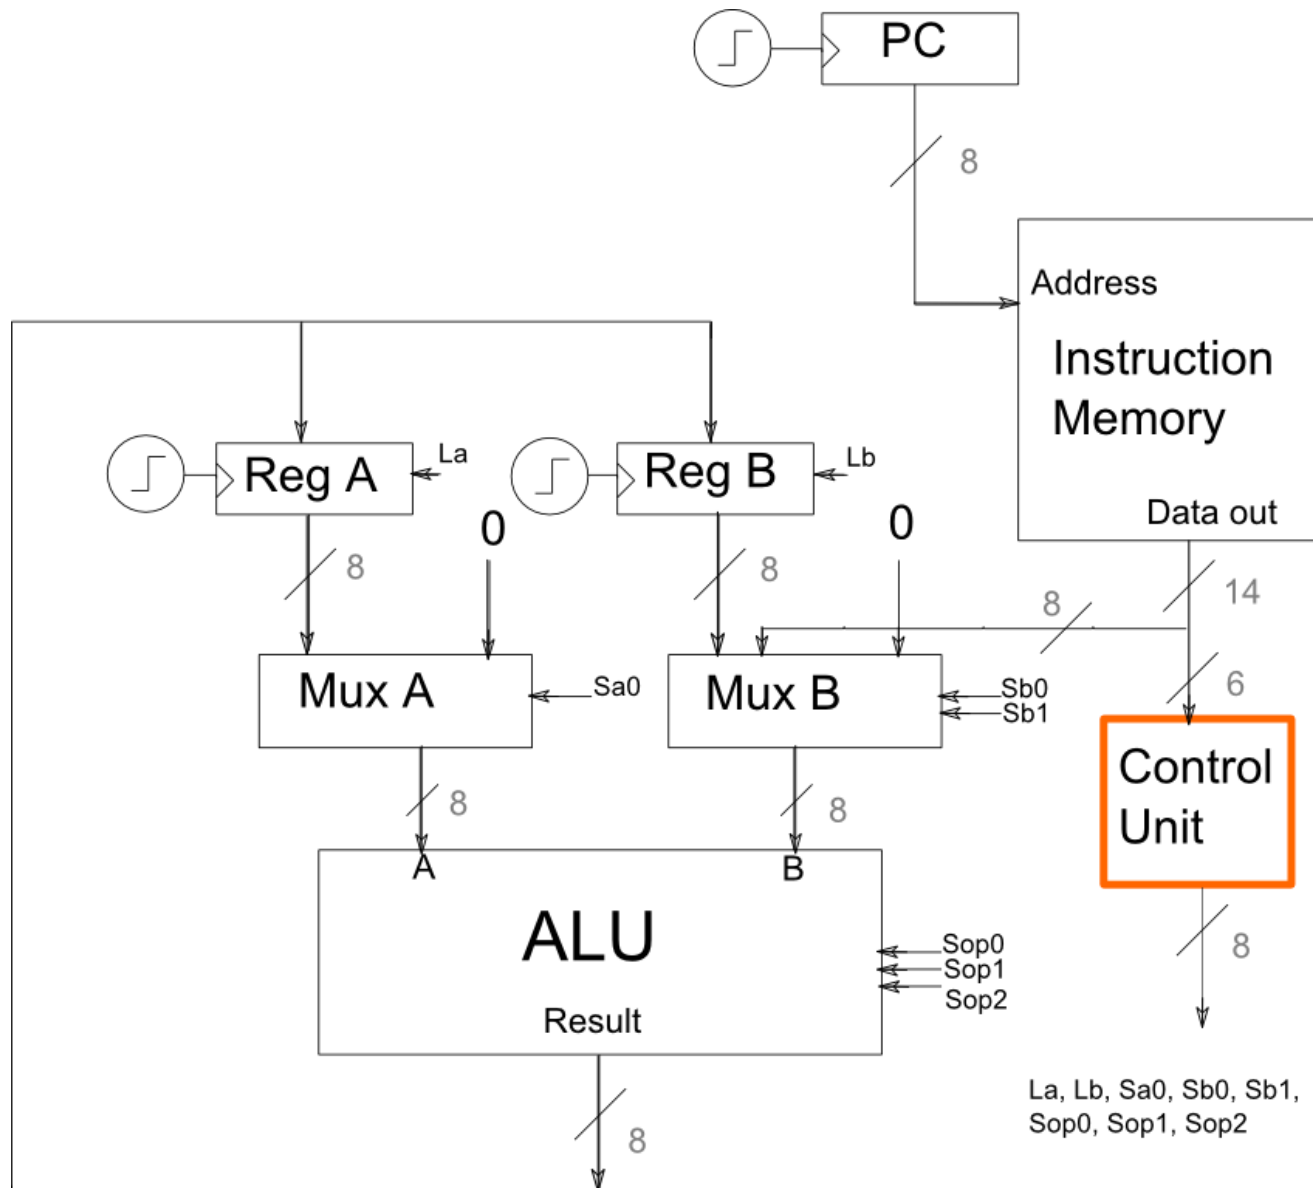 PC
8
Address
Instruction
Memory
Data out
La
Reg A
Lb
Reg B
0
0
8
8
8
14
6
Mux A
Sa0
Mux B
Sb0
Sb1
Control
Unit
8
8
A
B
ALU
Sop0
Sop1
Sop2
Result
8
8
La, Lb, Sa0, Sb0, Sb1,
Sop0, Sop1, Sop2